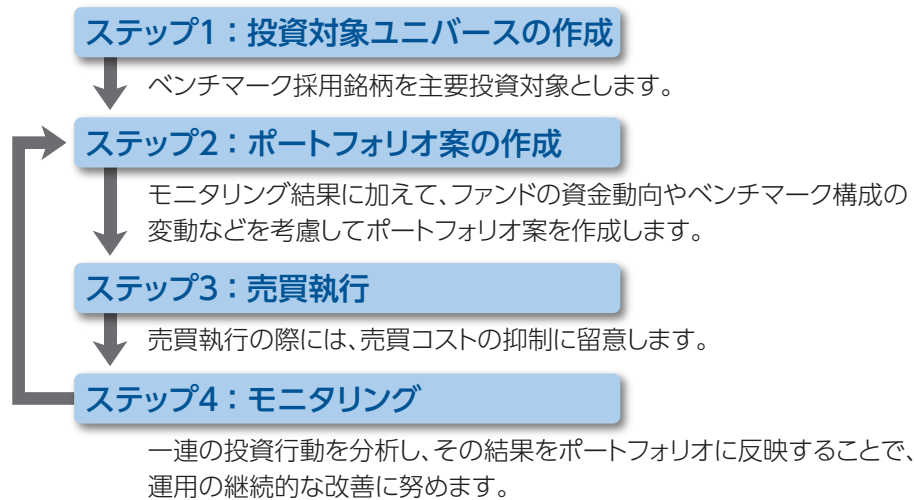 ステップ1：投資対象ユニバースの作成
ベンチマーク採用銘柄を主要投資対象とします。
ステップ2：ポートフォリオ案の作成
モニタリング結果に加えて、ファンドの資金動向やベンチマーク構成の
変動などを考慮してポートフォリオ案を作成します。
ステップ3：売買執行
売買執行の際には、売買コストの抑制に留意します。
ステップ4：モニタリング
一連の投資行動を分析し、その結果をポートフォリオに反映することで、
運用の継続的な改善に努めます。